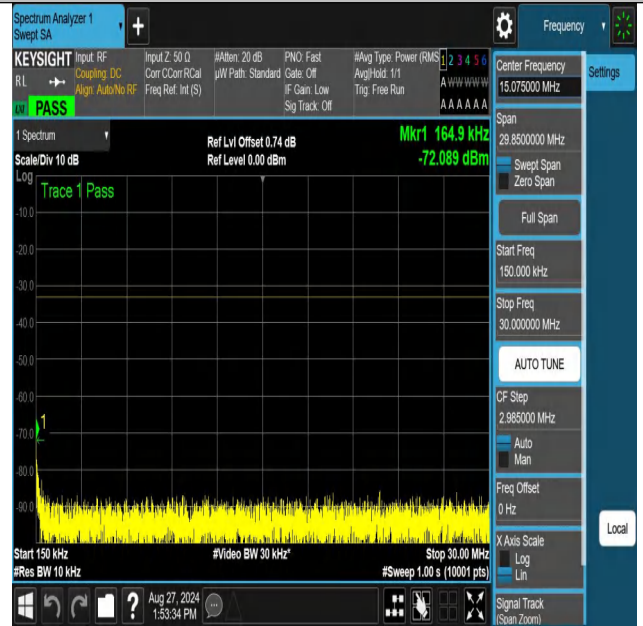 Spectrum Analyzer 1
Swept SA
+
Frequency
KEYSIGHT
RL
PASS
Input: RF
Coupling: DC
Align: Auto/No RF
Input Z: 50 Ω
Corr CCorr RCal
Freq Ref: Int (S)
#Atten: 20 dB
µW Path: Standard
PNO: Fast
Gate: Off
IF Gain: Low
Sig Track: Off
#Avg Type: Power (RMS
Avg|Hold: 1/1
Trig: Free Run
1 2 3 4 5 6
A W W W W W
A A A A A A
1 Spectrum
Scale/Div 10 dB
Ref Lvl Offset 0.74 dB
Ref Level 0.00 dBm
Mkr1 164.9 kHz
-72.089 dBm
Log
Trace 1 Pass
-10.0
-20.0
-30.0
-40.0
-50.0
-60.0
-70.0
-80.0
-90.0
1
Start 150 kHz
#Res BW 10 kHz
#Video BW 30 kHz*
Stop 30.00 MHz
#Sweep 1.00 s (10001 pts)
Aug 27, 2024
1:53:34 PM
?
Center Frequency
15.075000 MHz
Settings
Span
29.8500000 MHz
Swept Span
Zero Span
Full Span
Start Freq
150.000 kHz
Stop Freq
30.000000 MHz
AUTO TUNE
CF Step
2.985000 MHz
Auto
Man
Freq Offset
0 Hz
X Axis Scale
Log
Lin
Local
Signal Track
(Span Zoom)